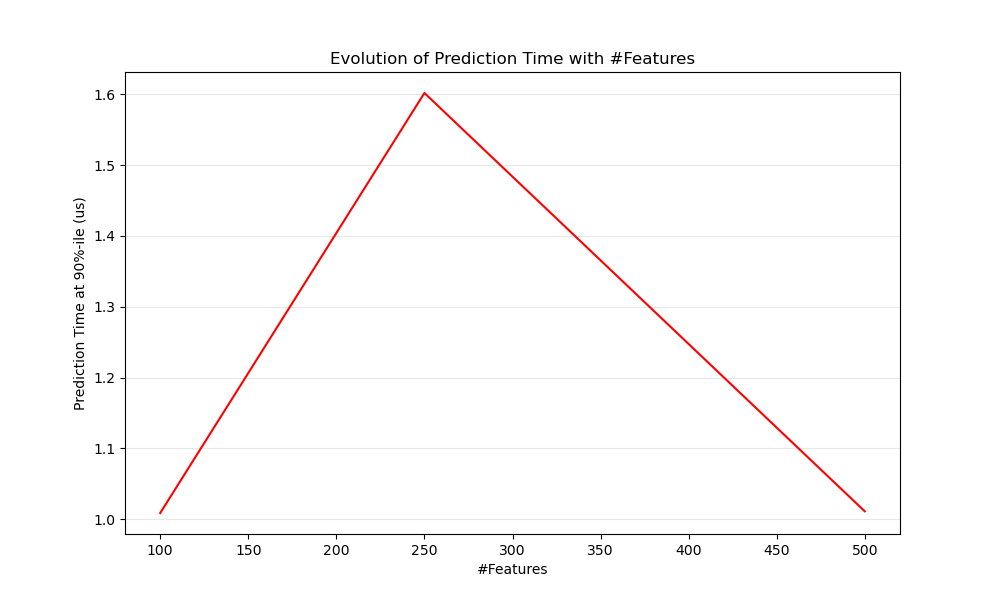 Evolution of Prediction Time with #Features
Prediction Time at 90%-ile (us)
1.6
1.5
1.4
1.3
1.2
1.1
1.0
100 150 200 250 300 350 400 450 500
#Features